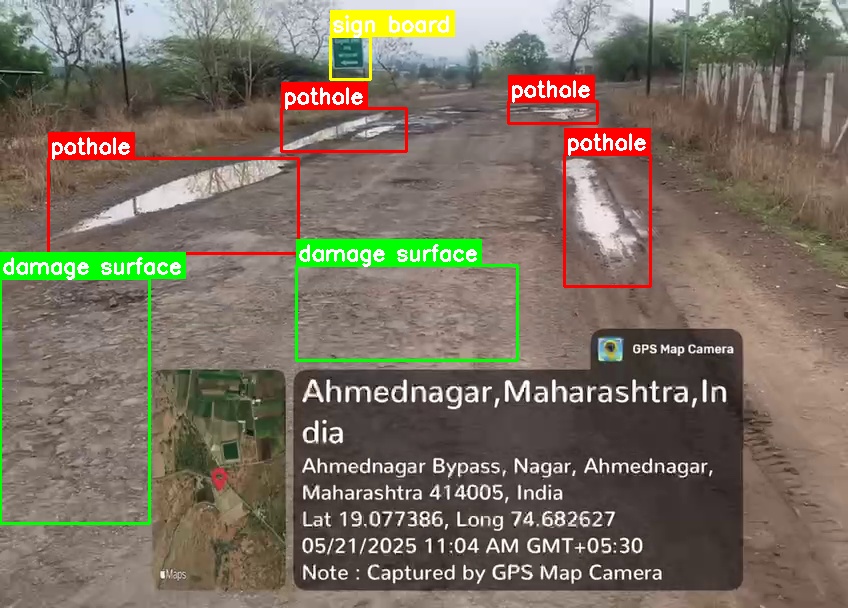 sign board
pothole
pothole
pothole
pothole
damage surface
damage surface
GPS Map Camera
Ahmednagar,Maharashtra,In
dia
Ahmednagar Bypass, Nagar, Ahmednagar,
Maharashtra 414005, India
Lat 19.077386, Long 74.682627
05/21/2025 11:04 AM GMT+05:30
Note : Captured by GPS Map Camera
Maps